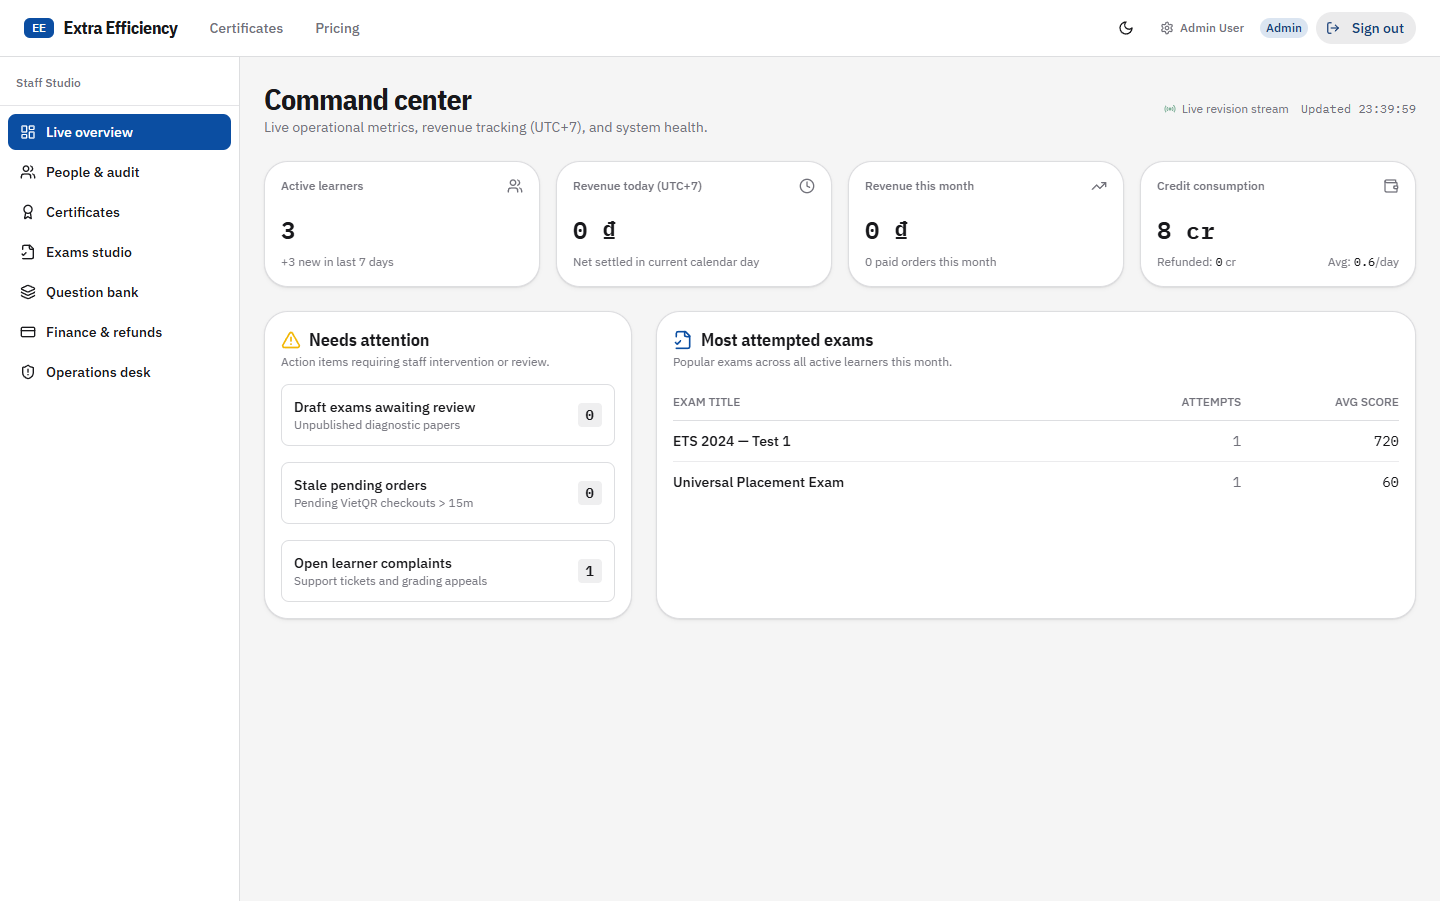 EE Extra Efficiency Certificates Pricing Admin User Admin Sign out
Staff Studio
Live overview
People & audit
Certificates
Exams studio
Question bank
Finance & refunds
Operations desk
Command center
Live operational metrics, revenue tracking (UTC+7), and system health.
Live revision stream Updated 23:39:59
Active learners
3
+3 new in last 7 days
Revenue today (UTC+7)
0 ₫
Net settled in current calendar day
Revenue this month
0 ₫
0 paid orders this month
Credit consumption
8 cr
Refunded: 0 cr Avg: 0.6/day
Needs attention
Action items requiring staff intervention or review.
Draft exams awaiting review
Unpublished diagnostic papers
0
Stale pending orders
Pending VietQR checkouts > 15m
0
Open learner complaints
Support tickets and grading appeals
1
Most attempted exams
Popular exams across all active learners this month.
EXAM TITLE ATTEMPTS AVG SCORE
ETS 2024 — Test 1 1 720
Universal Placement Exam 1 60